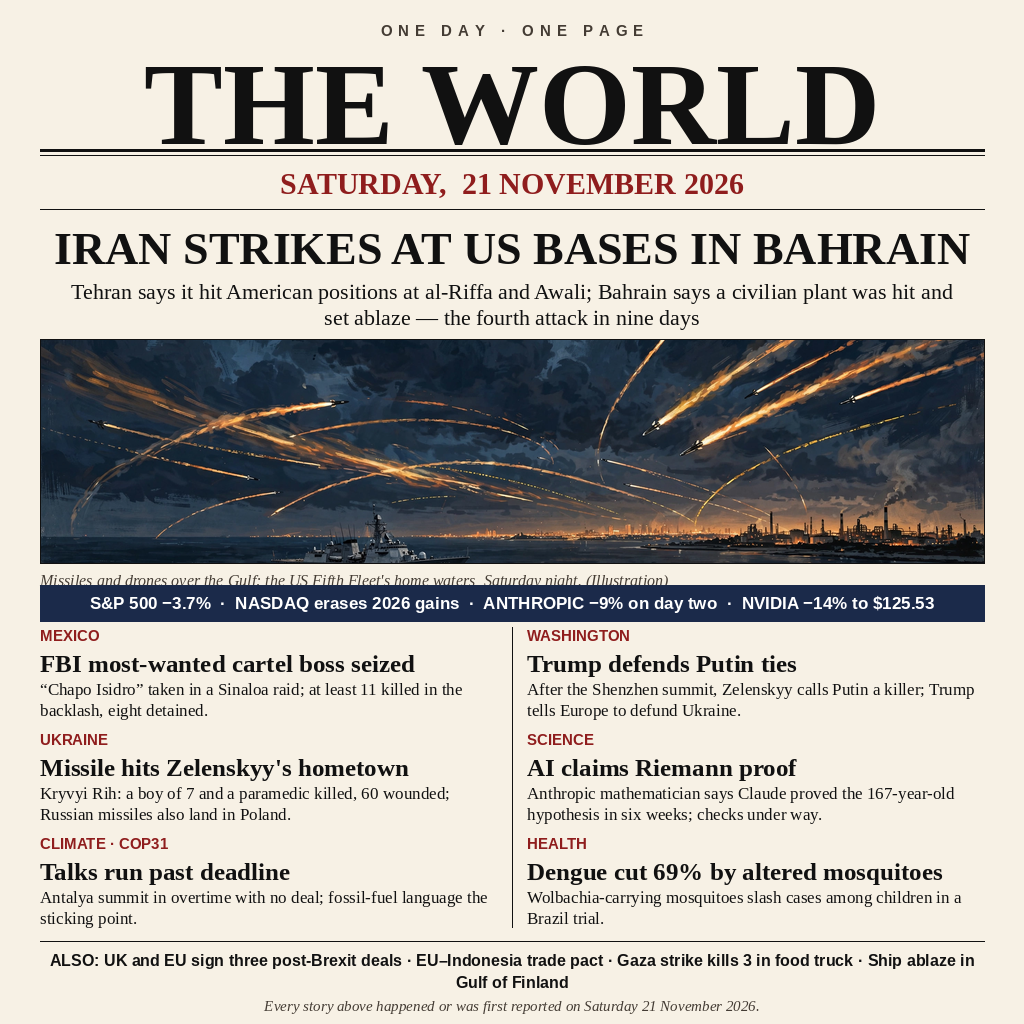 ONE DAY · ONE PAGE
THE WORLD
SATURDAY, 21 NOVEMBER 2026
IRAN STRIKES AT US BASES IN BAHRAIN
Tehran says it hit American positions at al-Riffa and Awali; Bahrain says a civilian plant was hit and
set ablaze — the fourth attack in nine days
Missiles and drones over the Gulf: the US Fifth Fleet's home waters, Saturday night. (Illustration)
S&P 500 −3.7% · NASDAQ erases 2026 gains · ANTHROPIC −9% on day two · NVIDIA −14% to $125.53
MEXICO
FBI most-wanted cartel boss seized
“Chapo Isidro” taken in a Sinaloa raid; at least 11 killed in the
backlash, eight detained.
UKRAINE
Missile hits Zelenskyy's hometown
Kryvyi Rih: a boy of 7 and a paramedic killed, 60 wounded;
Russian missiles also land in Poland.
CLIMATE · COP31
Talks run past deadline
Antalya summit in overtime with no deal; fossil-fuel language the
sticking point.
WASHINGTON
Trump defends Putin ties
After the Shenzhen summit, Zelenskyy calls Putin a killer; Trump
tells Europe to defund Ukraine.
SCIENCE
AI claims Riemann proof
Anthropic mathematician says Claude proved the 167-year-old
hypothesis in six weeks; checks under way.
HEALTH
Dengue cut 69% by altered mosquitoes
Wolbachia-carrying mosquitoes slash cases among children in a
Brazil trial.
ALSO: UK and EU sign three post-Brexit deals · EU–Indonesia trade pact · Gaza strike kills 3 in food truck · Ship ablaze in
Gulf of Finland
Every story above happened or was first reported on Saturday 21 November 2026.